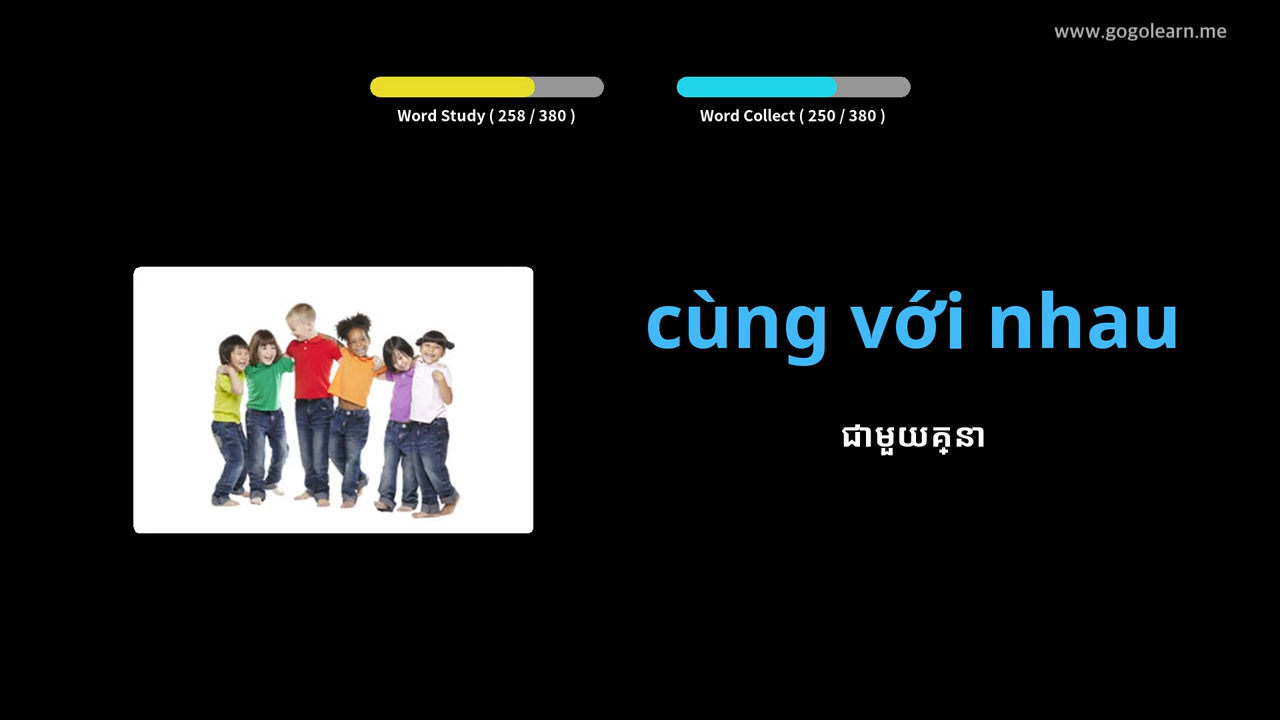 www.gogolearn.me
Word Study ( 258 / 380 )
Word Collect ( 250 / 380 )
cùng với nhau
ជាមួយគ្នា